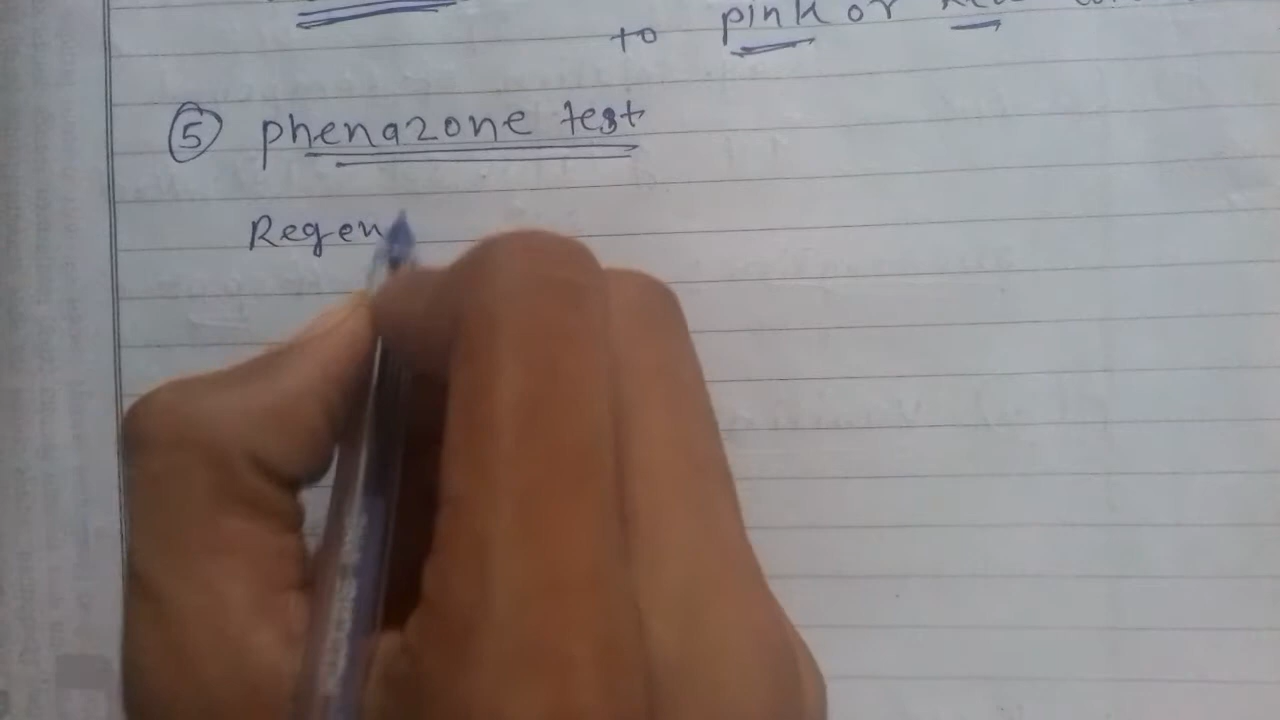 to pink or
⑤ phenazone test
Regen